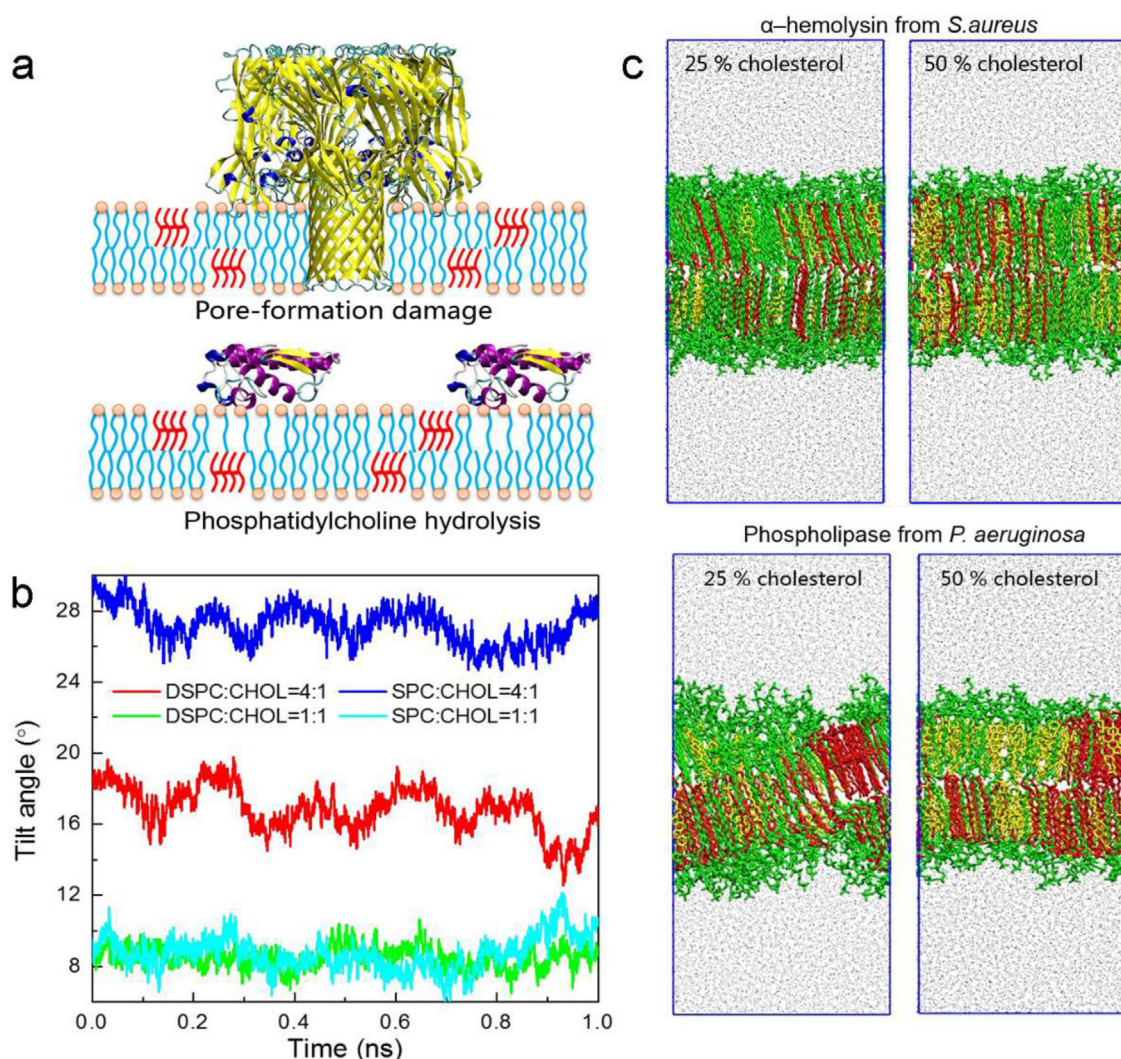 a
Pore-formation damage
Phosphatidylcholine hydrolysis
b
28
24
20
16
12
8
Tilt angle (°)
DSPC:CHOL=4:1
SPC:CHOL=4:1
DSPC:CHOL=1:1
SPC:CHOL=1:1
0.0
0.2
0.4
0.6
0.8
1.0
Time (ns)
c
α–hemolysin from S.aureus
25 % cholesterol
50 % cholesterol
Phospholipase from P. aeruginosa
25 % cholesterol
50 % cholesterol